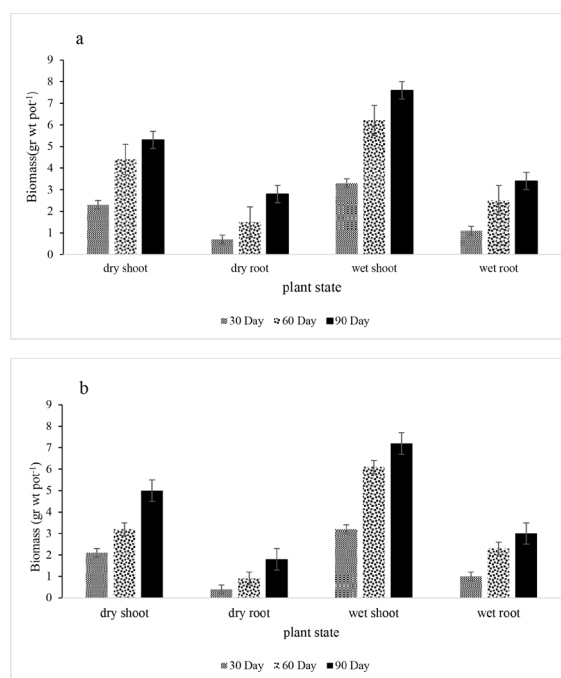 a
Biomass(gr wt pot-1)
9
8
7
6
5
4
3
2
1
0
dry shoot dry root wet shoot wet root
plant state
30 Day 60 Day 90 Day
b
Biomass (gr wt pot-1)
9
8
7
6
5
4
3
2
1
0
dry shoot dry root wet shoot wet root
plant state
30 Day 60 Day 90 Day